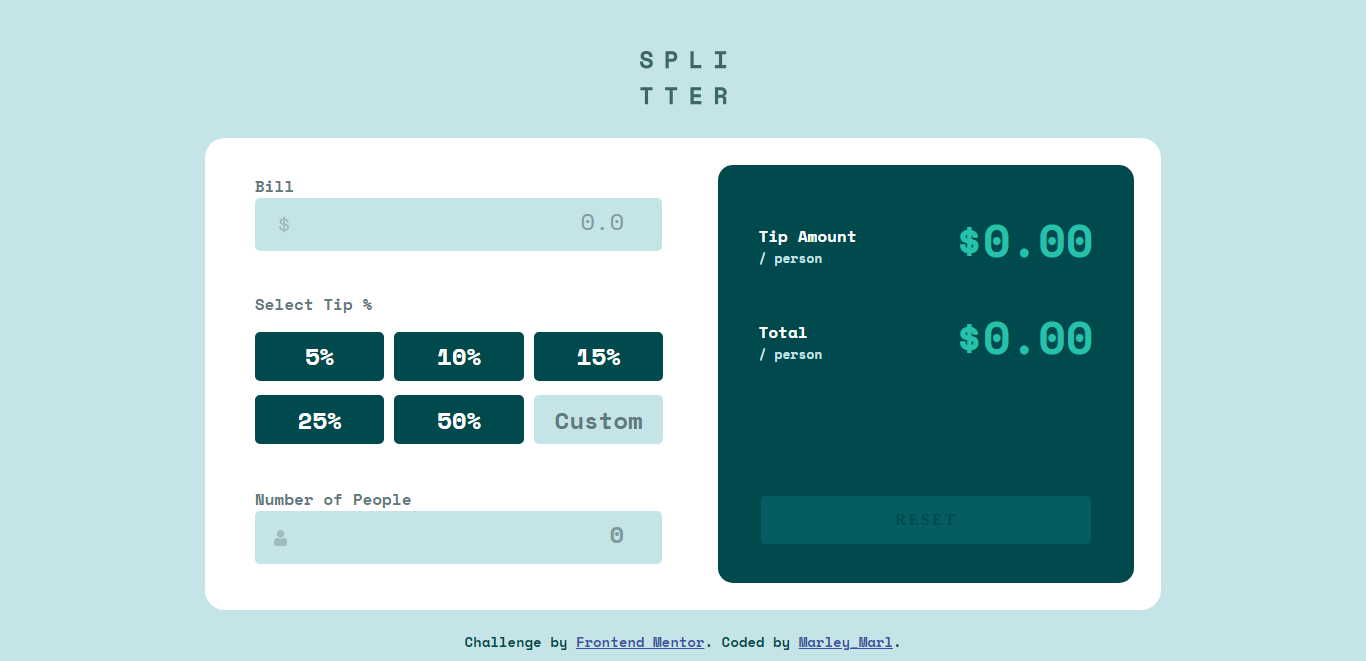 SPLI
TTER
Bill
$ 0.0
Select Tip %
5% 10% 15%
25% 50% Custom
Number of People
0
Tip Amount
/ person
$0.00
Total
/ person
$0.00
RESET
Challenge by Frontend Mentor. Coded by Marley_Marl.